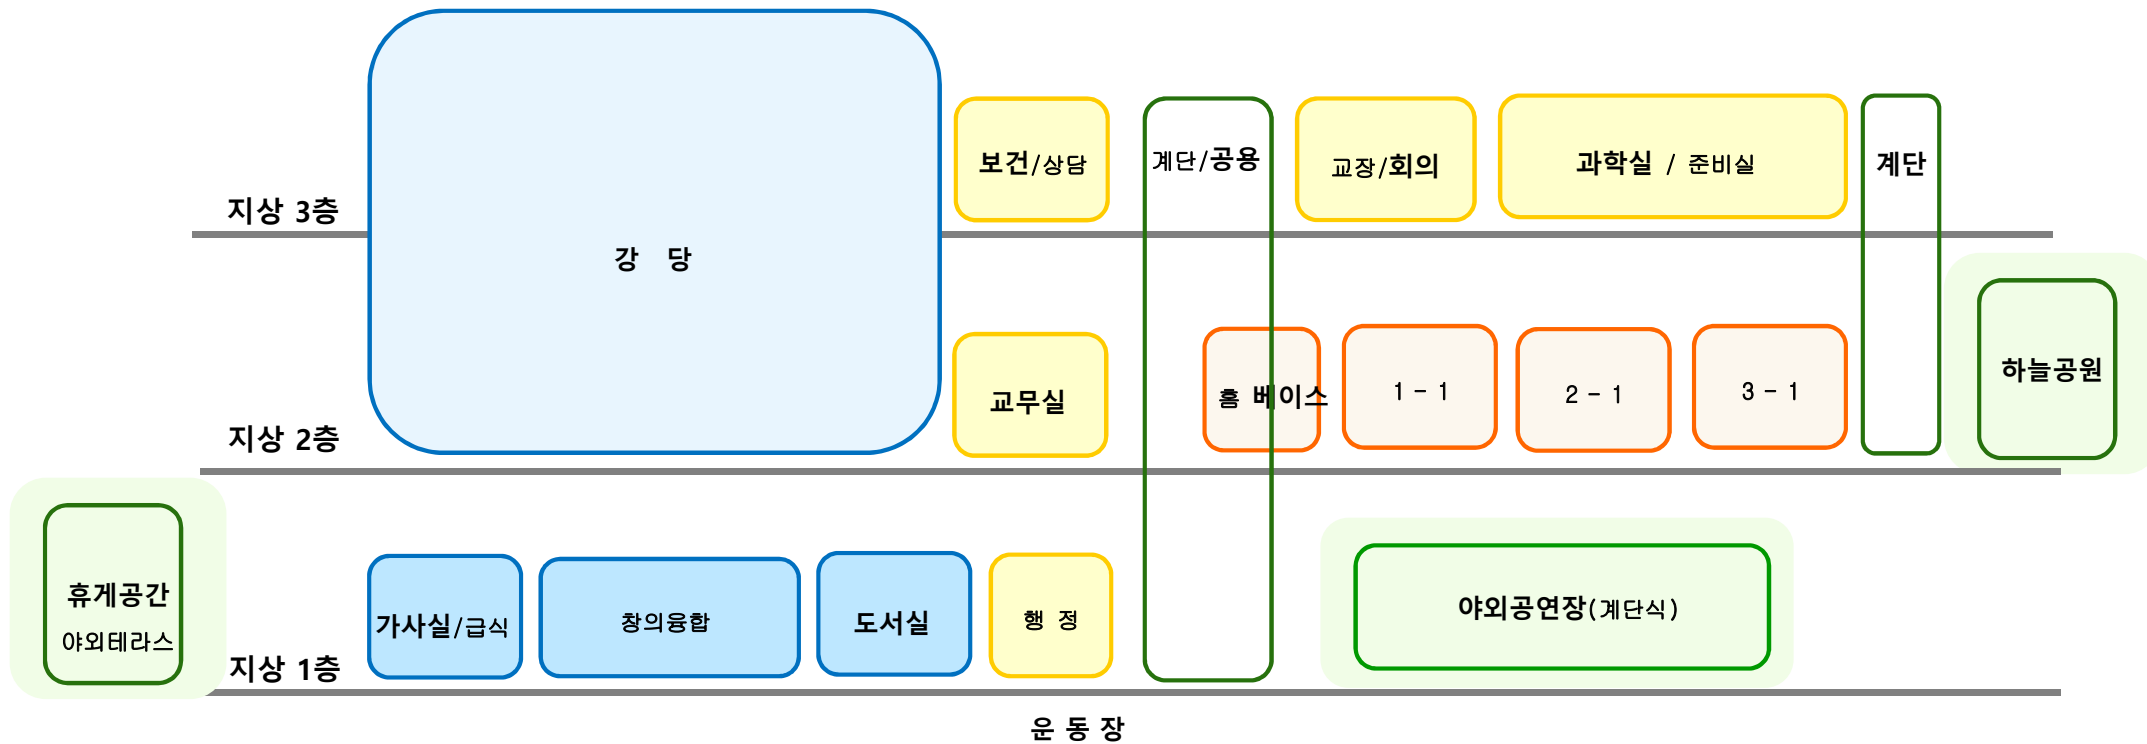 보건/상담
계단/공용
교장/회의
과학실 / 준비실
계단
지상 3층
강 당
하늘공원
교무실
홈 베이스
1 - 1
2 - 1
3 - 1
지상 2층
휴게공간
야외테라스
가사실/급식
창의융합
도서실
행 정
야외공연장(계단식)
지상 1층
운 동 장